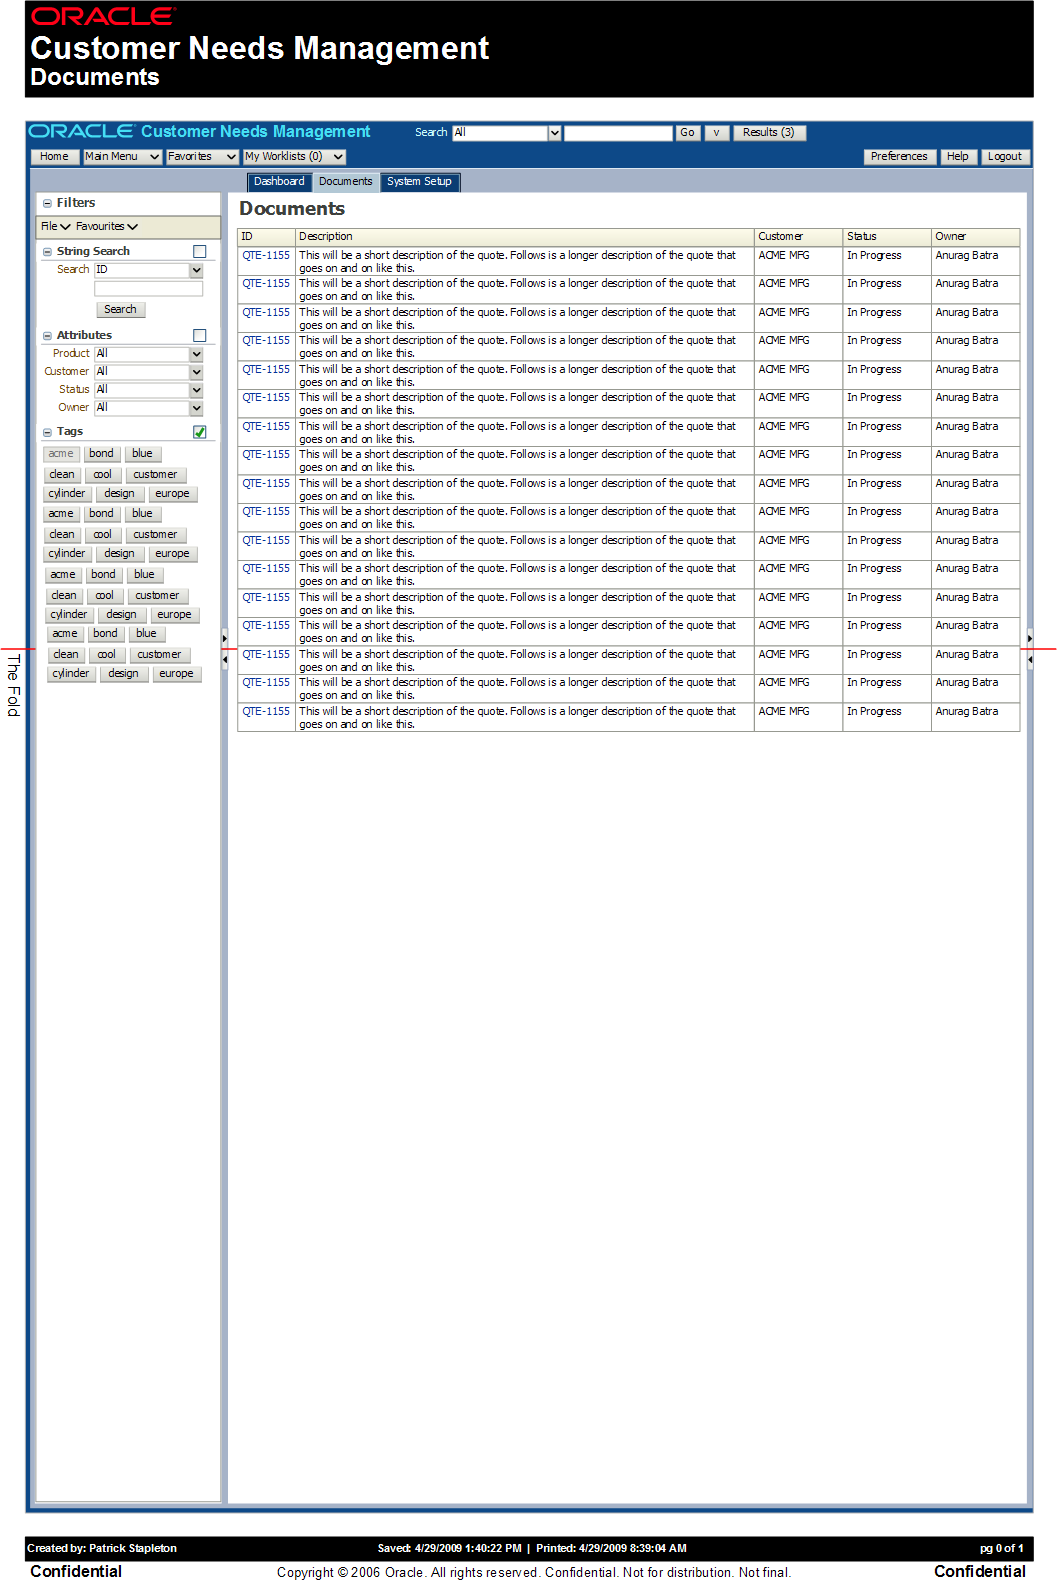 ORACLE
Customer Needs Management
Documents
ORACLE Customer Needs Management Search All Go v Results (3)
Home Main Menu Favorites My Worklists (0) Preferences Help Logout
Dashboard Documents System Setup
Filters
File Favourites
String Search
Search ID
Search
Attributes
Product All
Customer All
Status All
Owner All
Tags
acme bond blue
clean cool customer
cylinder design europe
acme bond blue
clean cool customer
cylinder design europe
acme bond blue
clean cool customer
cylinder design europe
acme bond blue
clean cool customer
cylinder design europe
The Fold
Documents
ID Description Customer Status Owner
QTE-1155 This will be a short description of the quote. Follows is a longer description of the quote that ACME MFG In Progress Anurag Batra
goes on and on like this.
QTE-1155 This will be a short description of the quote. Follows is a longer description of the quote that ACME MFG In Progress Anurag Batra
goes on and on like this.
QTE-1155 This will be a short description of the quote. Follows is a longer description of the quote that ACME MFG In Progress Anurag Batra
goes on and on like this.
QTE-1155 This will be a short description of the quote. Follows is a longer description of the quote that ACME MFG In Progress Anurag Batra
goes on and on like this.
QTE-1155 This will be a short description of the quote. Follows is a longer description of the quote that ACME MFG In Progress Anurag Batra
goes on and on like this.
QTE-1155 This will be a short description of the quote. Follows is a longer description of the quote that ACME MFG In Progress Anurag Batra
goes on and on like this.
QTE-1155 This will be a short description of the quote. Follows is a longer description of the quote that ACME MFG In Progress Anurag Batra
goes on and on like this.
QTE-1155 This will be a short description of the quote. Follows is a longer description of the quote that ACME MFG In Progress Anurag Batra
goes on and on like this.
QTE-1155 This will be a short description of the quote. Follows is a longer description of the quote that ACME MFG In Progress Anurag Batra
goes on and on like this.
QTE-1155 This will be a short description of the quote. Follows is a longer description of the quote that ACME MFG In Progress Anurag Batra
goes on and on like this.
QTE-1155 This will be a short description of the quote. Follows is a longer description of the quote that ACME MFG In Progress Anurag Batra
goes on and on like this.
QTE-1155 This will be a short description of the quote. Follows is a longer description of the quote that ACME MFG In Progress Anurag Batra
goes on and on like this.
QTE-1155 This will be a short description of the quote. Follows is a longer description of the quote that ACME MFG In Progress Anurag Batra
goes on and on like this.
QTE-1155 This will be a short description of the quote. Follows is a longer description of the quote that ACME MFG In Progress Anurag Batra
goes on and on like this.
QTE-1155 This will be a short description of the quote. Follows is a longer description of the quote that ACME MFG In Progress Anurag Batra
goes on and on like this.
QTE-1155 This will be a short description of the quote. Follows is a longer description of the quote that ACME MFG In Progress Anurag Batra
goes on and on like this.
QTE-1155 This will be a short description of the quote. Follows is a longer description of the quote that ACME MFG In Progress Anurag Batra
goes on and on like this.
Created by: Patrick Stapleton Saved: 4/29/2009 1:40:22 PM | Printed: 4/29/2009 8:39:04 AM pg 0 of 1
Confidential Copyright © 2006 Oracle. All rights reserved. Confidential. Not for distribution. Not final. Confidential